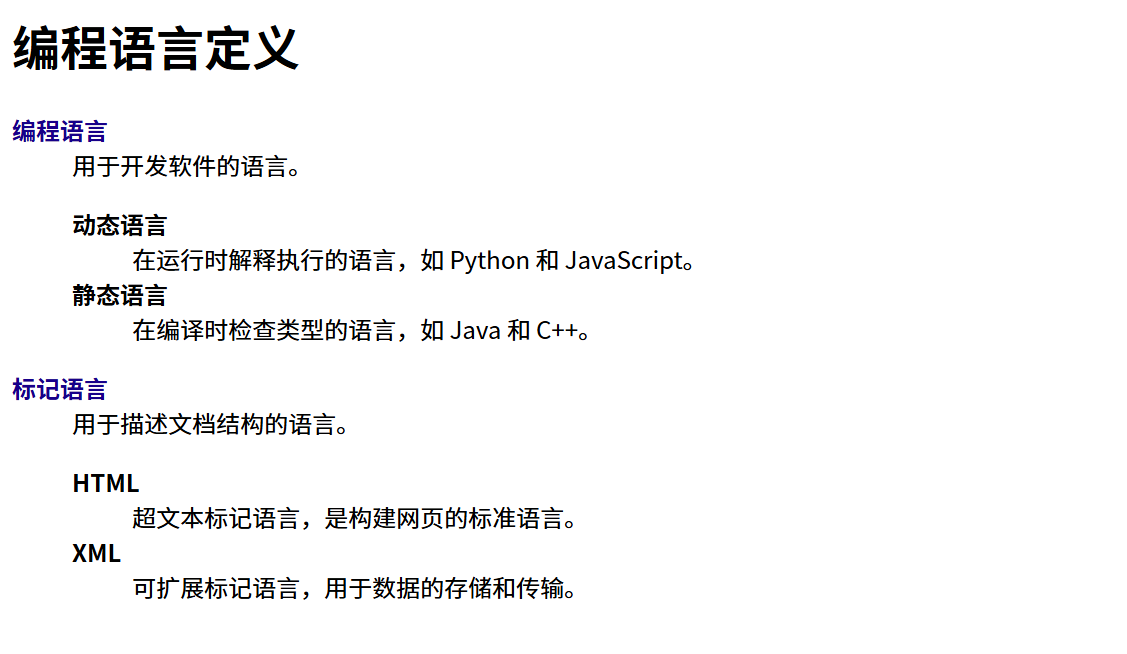 编程语言定义
编程语言
用于开发软件的语言。
动态语言
在运行时解释执行的语言，如 Python 和 JavaScript。
静态语言
在编译时检查类型的语言，如 Java 和 C++。
标记语言
用于描述文档结构的语言。
HTML
超文本标记语言，是构建网页的标准语言。
XML
可扩展标记语言，用于数据的存储和传输。